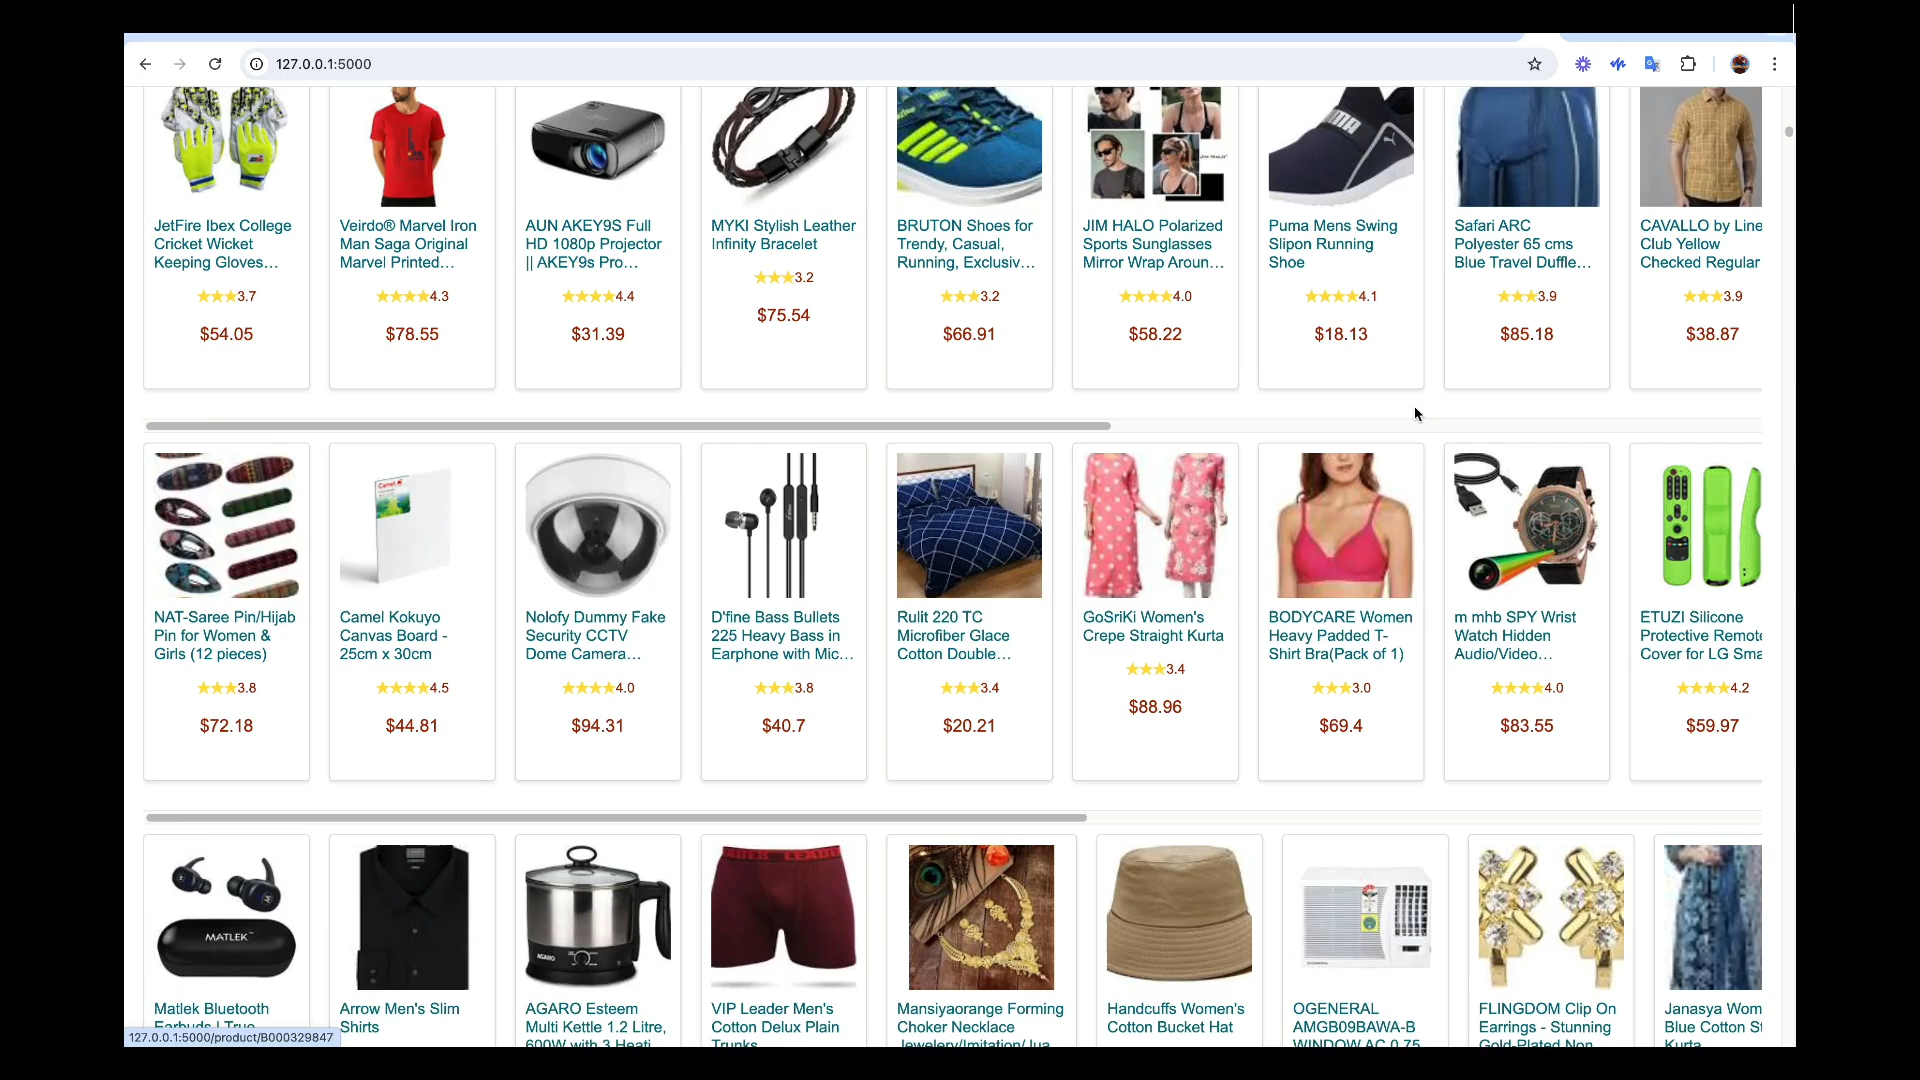 127.0.0.1:5000
JIM HALO
PUMA
JetFire Ibex College
Cricket Wicket
Keeping Gloves...
3.7
$54.05
Veirdo® Marvel Iron
Man Saga Original
Marvel Printed...
4.3
$78.55
AUN AKEY9S Full
HD 1080p Projector
|| AKEY9s Pro...
4.4
$31.39
MYKI Stylish Leather
Infinity Bracelet
3.2
$75.54
BRUTON Shoes for
Trendy, Casual,
Running, Exclusiv...
3.2
$66.91
JIM HALO Polarized
Sports Sunglasses
Mirror Wrap Aroun...
4.0
$58.22
Puma Mens Swing
Slipon Running
Shoe
4.1
$18.13
Safari ARC
Polyester 65 cms
Blue Travel Duffle...
3.9
$85.18
CAVALLO by Line
Club Yellow
Checked Regular
3.9
$38.87
Camel
NAT-Saree Pin/Hijab
Pin for Women &
Girls (12 pieces)
3.8
$72.18
Camel Kokuyo
Canvas Board -
25cm x 30cm
4.5
$44.81
Nolofy Dummy Fake
Security CCTV
Dome Camera...
4.0
$94.31
D'fine Bass Bullets
225 Heavy Bass in
Earphone with Mic...
3.8
$40.7
Rulit 220 TC
Microfiber Glace
Cotton Double...
3.4
$20.21
GoSriKi Women's
Crepe Straight Kurta
3.4
$88.96
BODYCARE Women
Heavy Padded T-
Shirt Bra(Pack of 1)
3.0
$69.4
m mhb SPY Wrist
Watch Hidden
Audio/Video...
4.0
$83.55
ETUZI Silicone
Protective Remote
Cover for LG Sma
4.2
$59.97
MATLEK
AGARO
Matlek Bluetooth
Earbuds | True
Arrow Men's Slim
Shirts
AGARO Esteem
Multi Kettle 1.2 Litre,
600W with 3 Heati
VIP Leader Men's
Cotton Delux Plain
Trunks
Mansiyaorange Forming
Choker Necklace
Jewelery/Imitation/Jua
Handcuffs Women's
Cotton Bucket Hat
OGENERAL
AMGB09BAWA-B
WINDOW AC 0.75
FLINGDOM Clip On
Earrings - Stunning
Gold-Plated Non
Janasya Wom
Blue Cotton St
Kurta
127.0.0.1:5000/product/B000329847